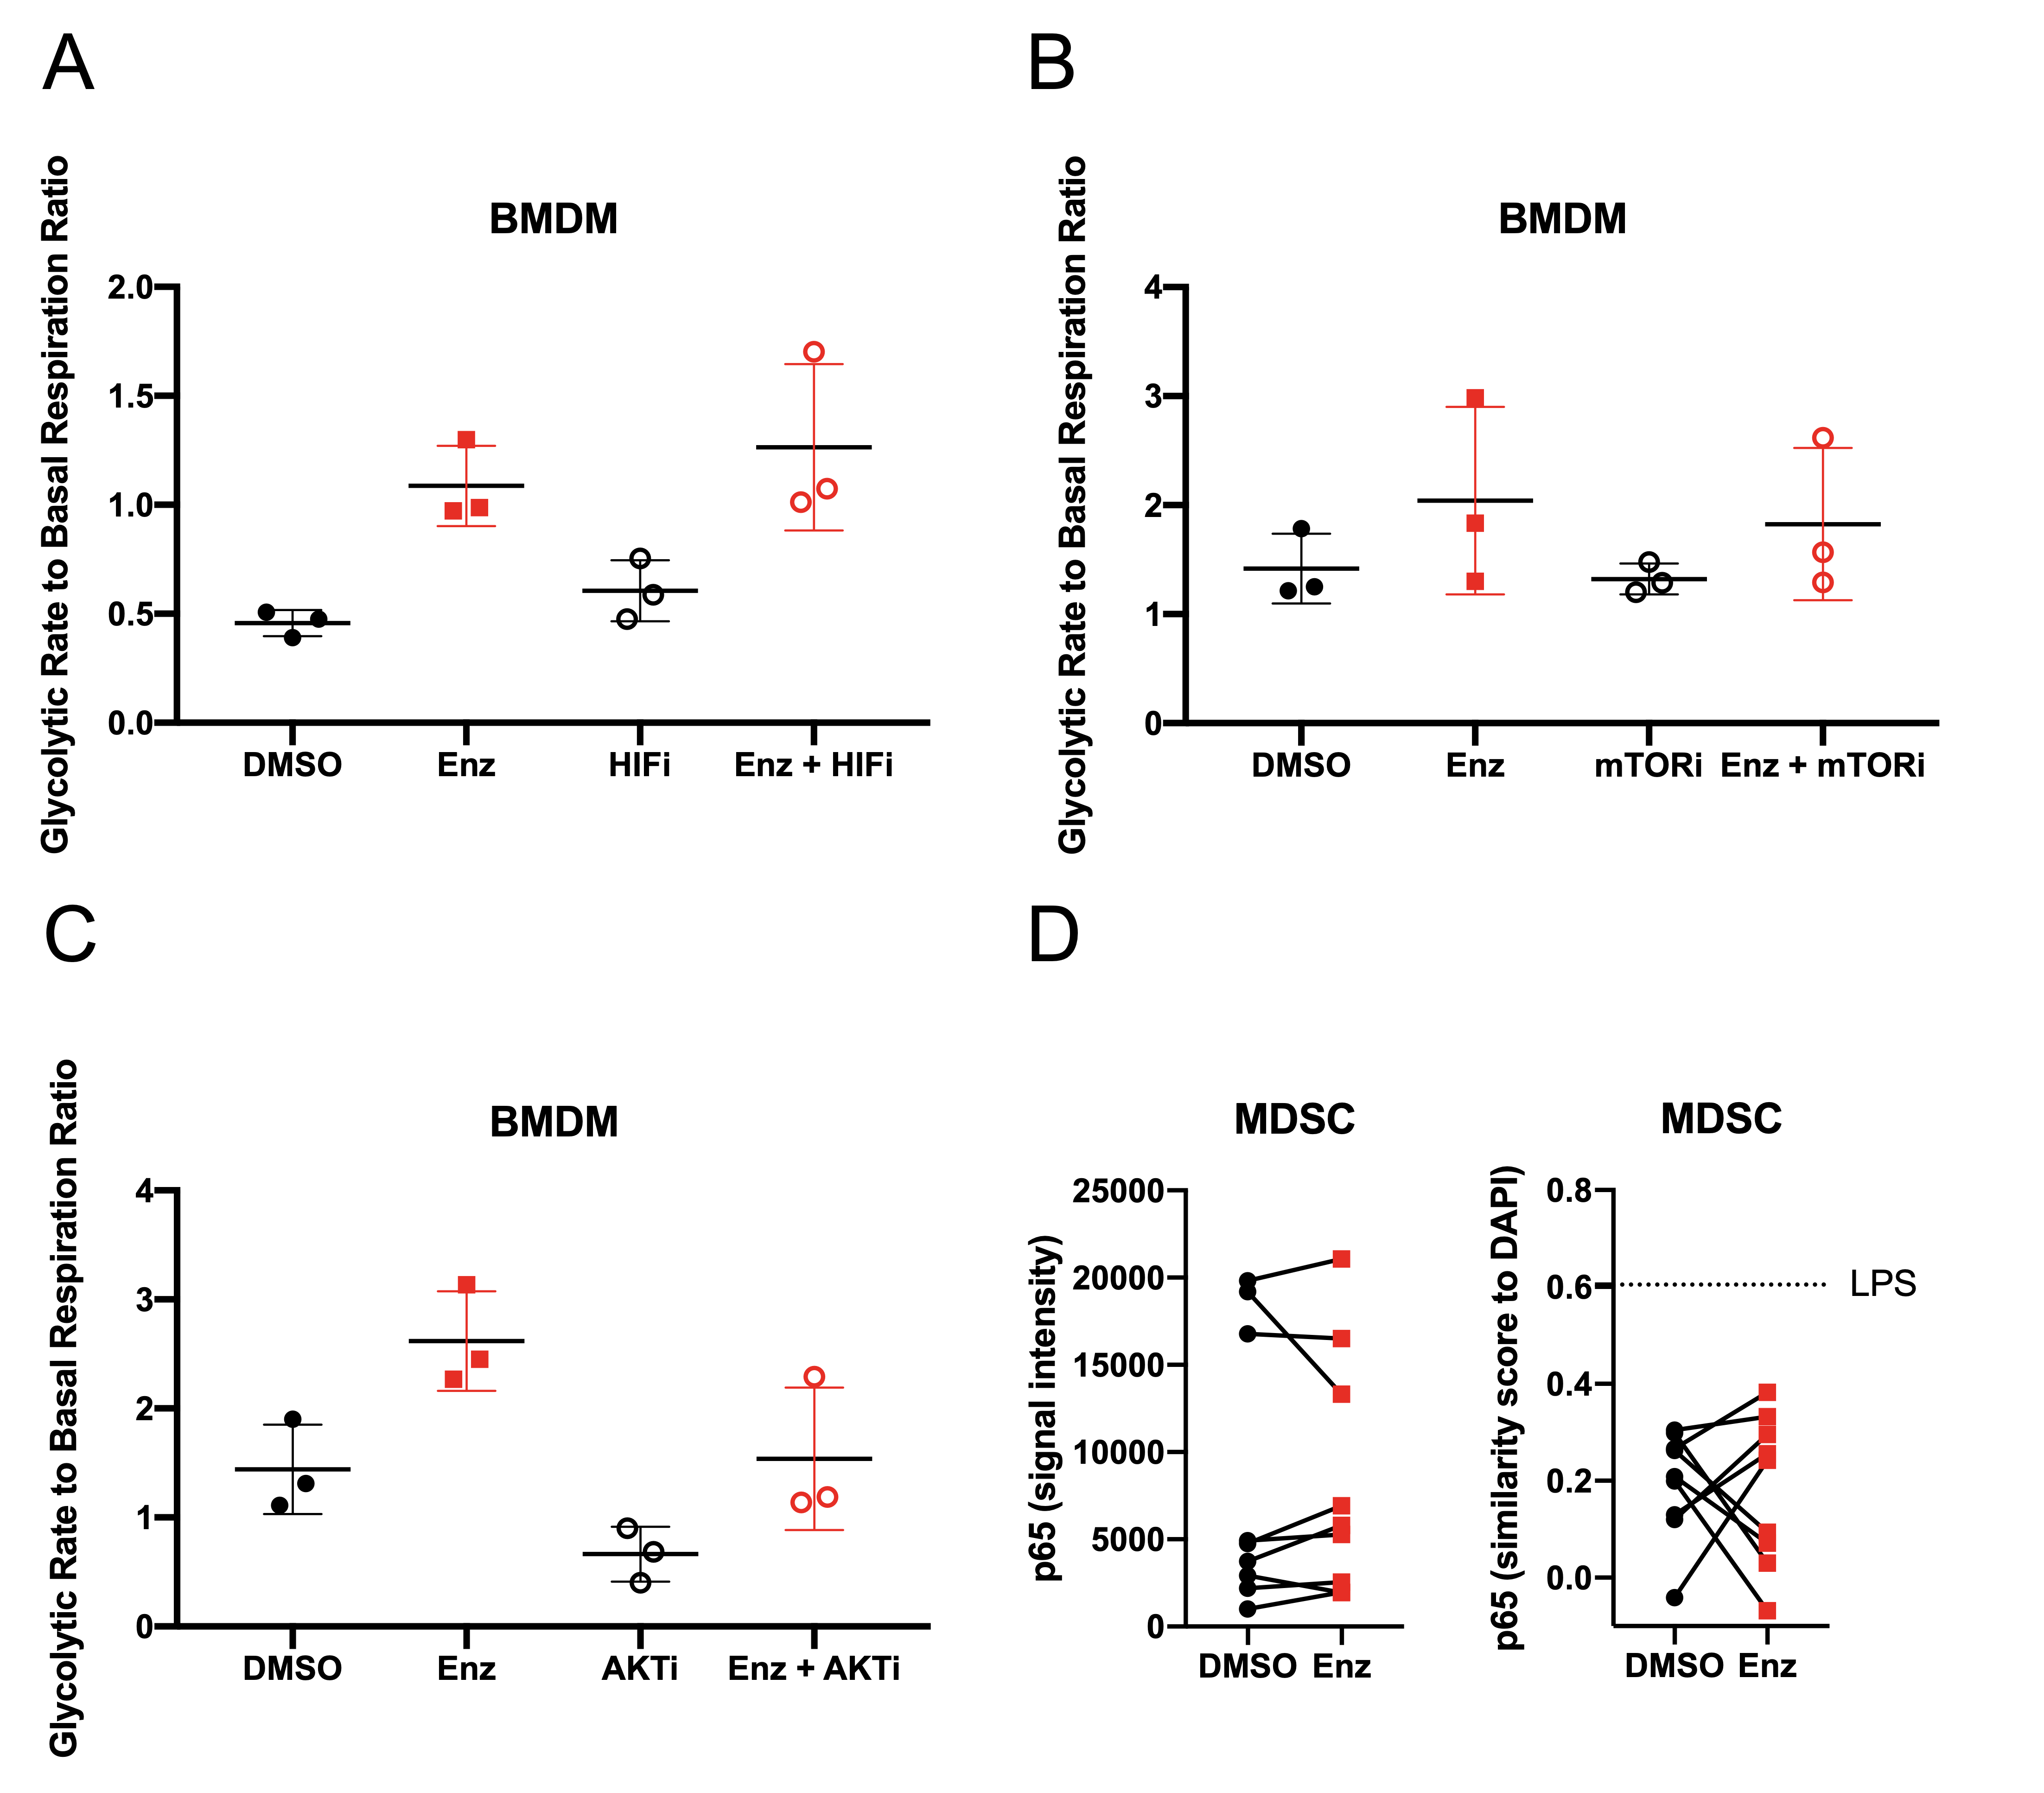 A
BMDM
Glycolytic Rate to Basal Respiration Ratio
2.0
1.5
1.0
0.5
0.0
DMSO Enz HIFi Enz + HIFi
B
BMDM
Glycolytic Rate to Basal Respiration Ratio
4
3
2
1
0
DMSO Enz mTORi Enz + mTORi
C
BMDM
Glycolytic Rate to Basal Respiration Ratio
4
3
2
1
0
DMSO Enz AKTi Enz + AKTi
D
MDSC
p65 (signal intensity)
25000
20000
15000
10000
5000
0
DMSO Enz
MDSC
p65 (similarity score to DAPI)
0.8
0.6
0.4
0.2
0.0
LPS
DMSO Enz